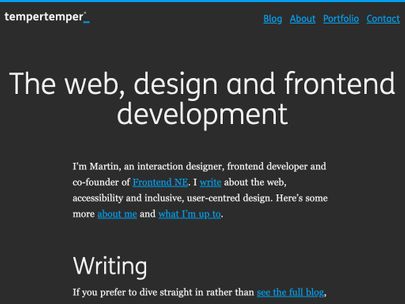 tempertemper
Blog About Portfolio Contact
The web, design and frontend
development
I'm Martin, an interaction designer, frontend developer and
co-founder of Frontend NE. I write about the web,
accessibility and inclusive, user-centred design. Here's some
more about me and what I'm up to.
Writing
If you prefer to dive straight in rather than see the full blog,